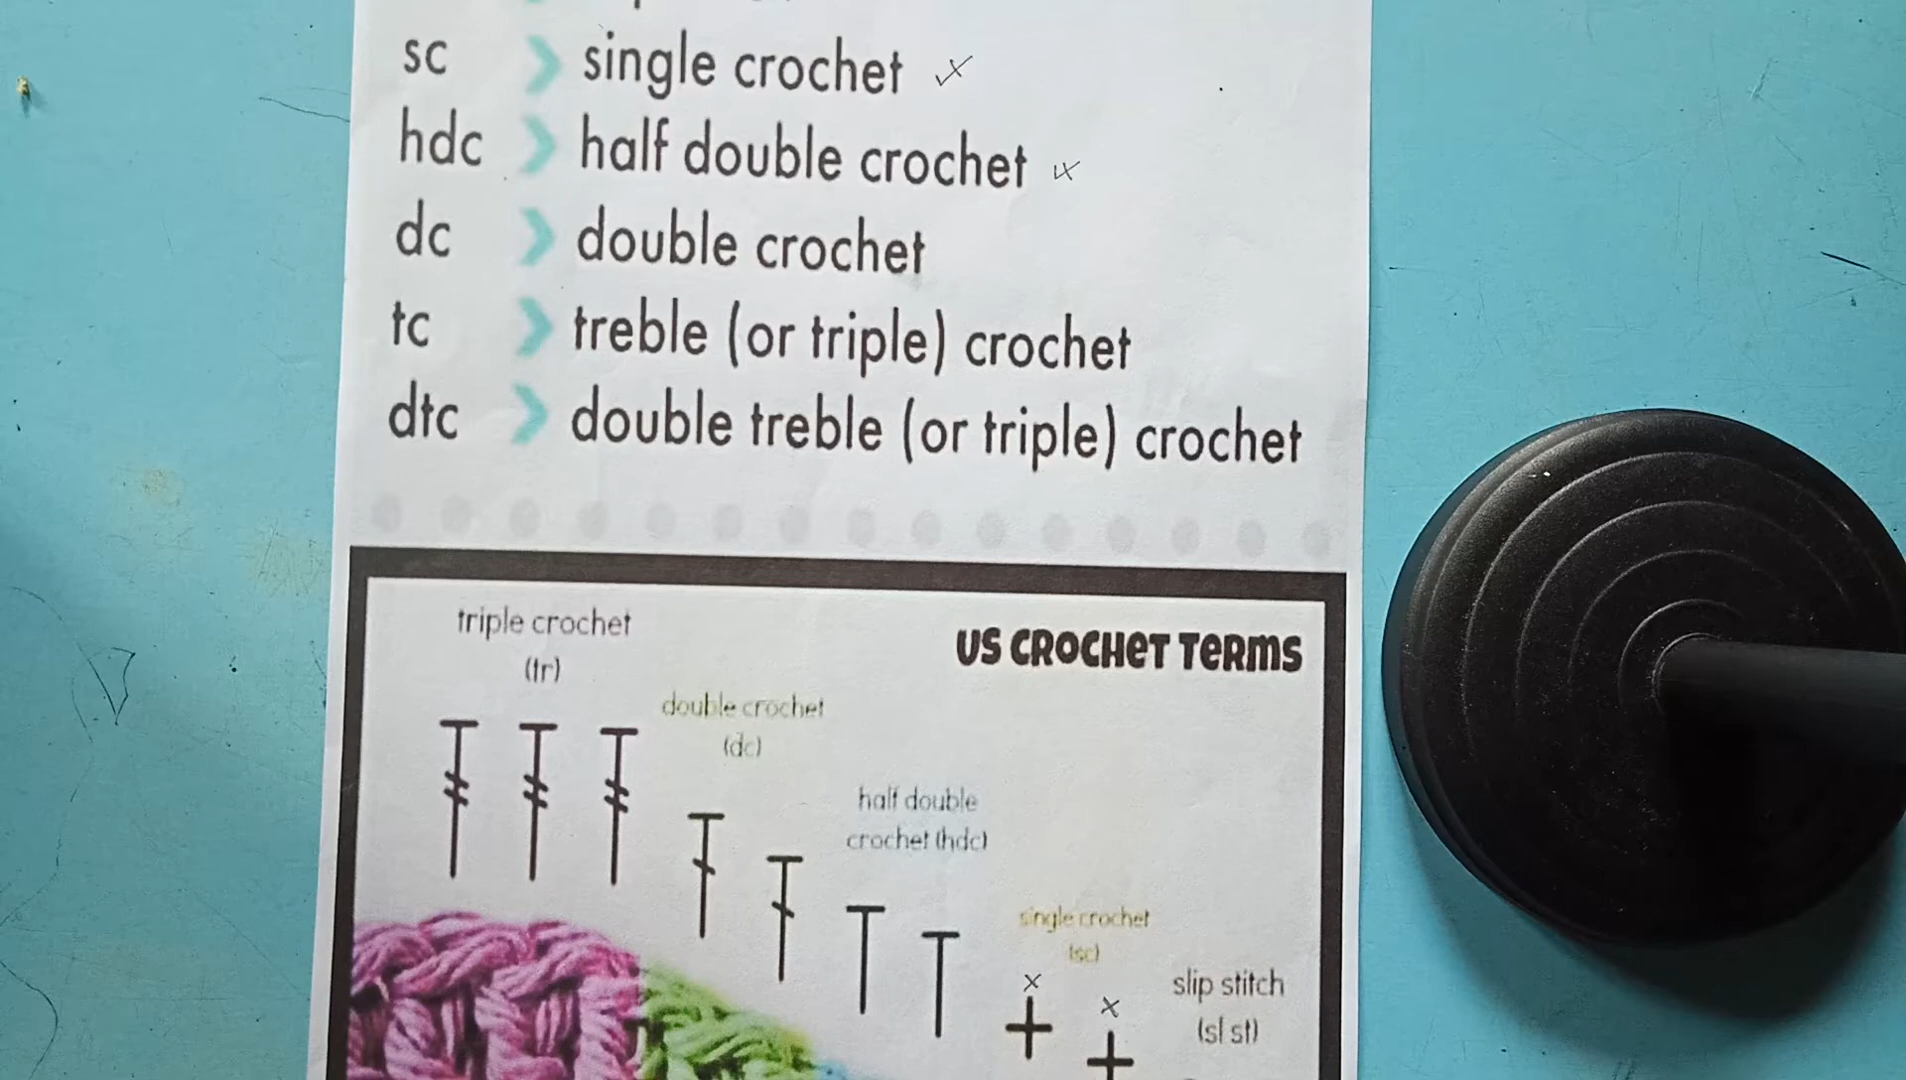 sc > single crochet
hdc > half double crochet
dc > double crochet
tc > treble (or triple) crochet
dtc > double treble (or triple) crochet
triple crochet
(tr)
US CROCHET TERMS
double crochet
(dc)
half double
crochet (hdc)
single crochet
(sc)
slip stitch
(sl st)